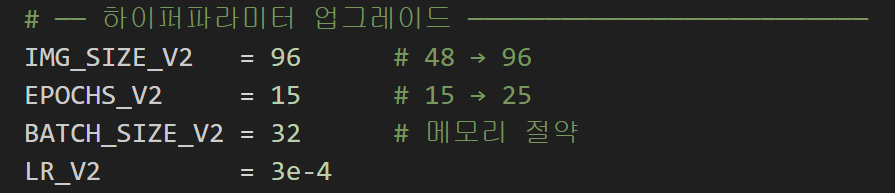 # ── 하이퍼파라미터 업그레이드 ──────────────────────────
IMG_SIZE_V2   = 96      # 48 → 96
EPOCHS_V2     = 15      # 15 → 25
BATCH_SIZE_V2 = 32      # 메모리 절약
LR_V2         = 3e-4